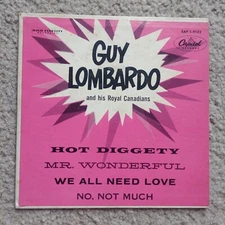 Capitol
GUY
LOMBARDO
and his Royal Canadians
HOT DIGGETY
MR. WONDERFUL
WE ALL NEED LOVE
NO, NOT MUCH